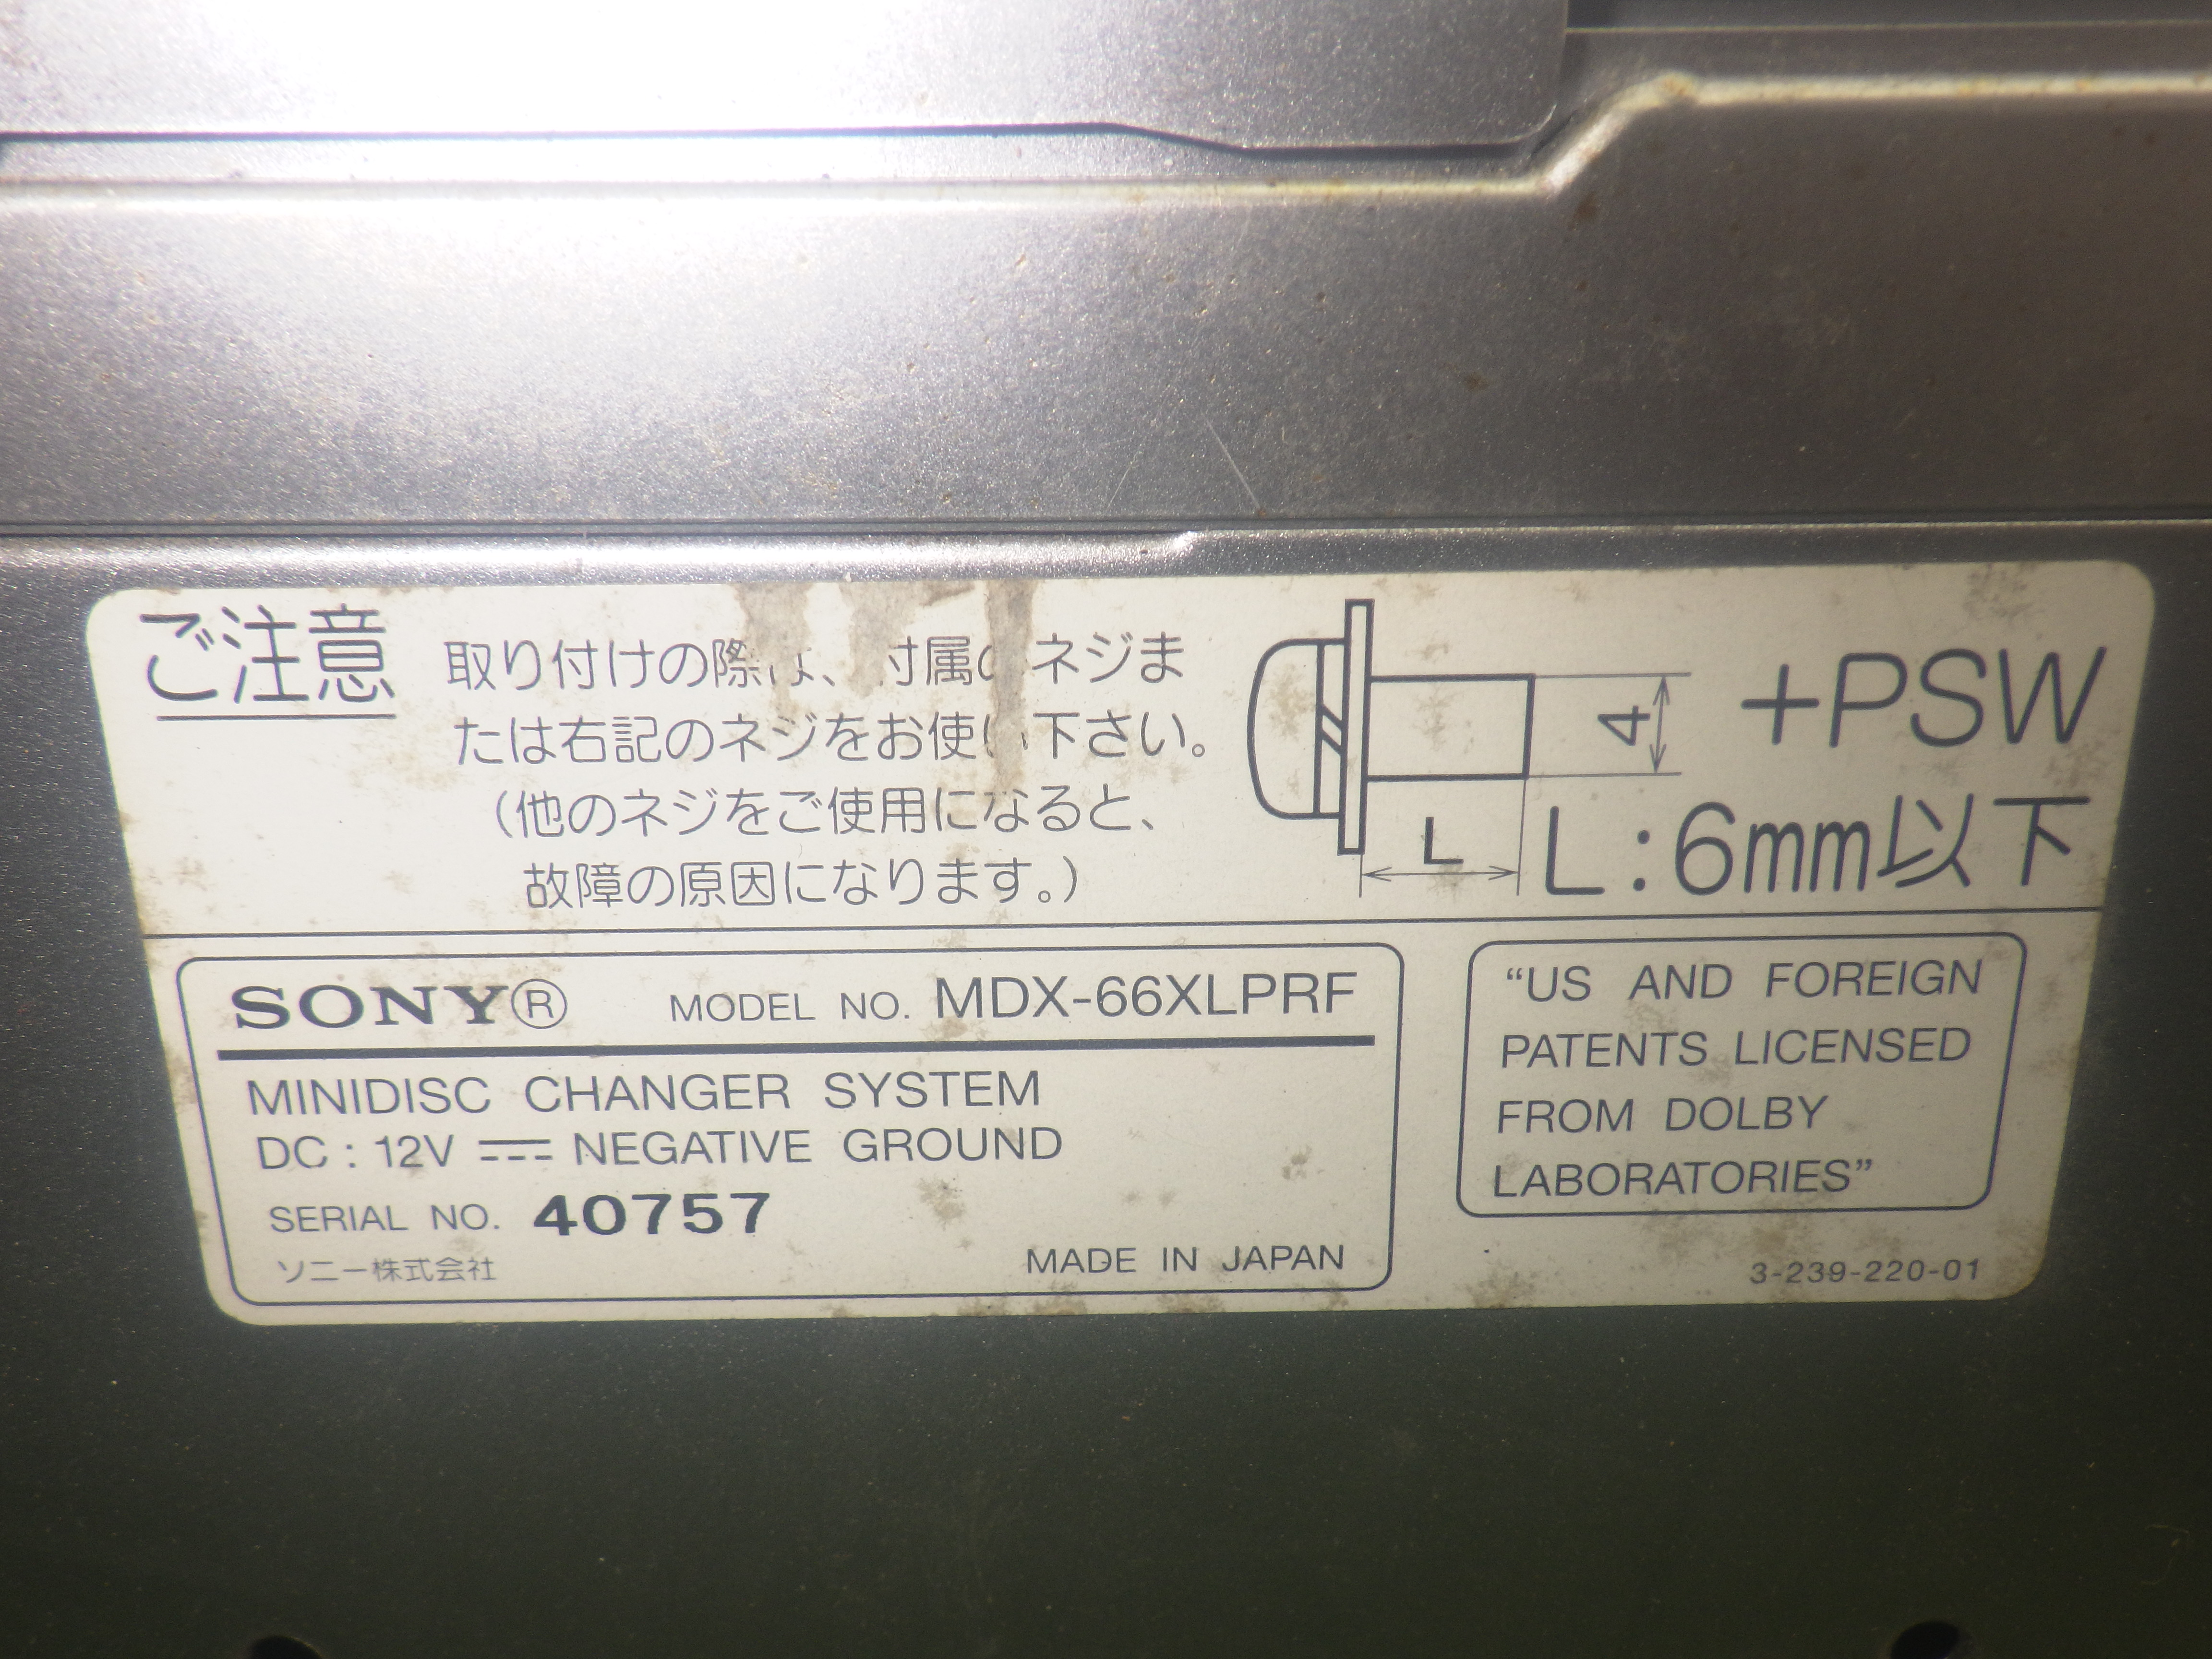 ご注意
取り付けの際は、付属のネジま
たは右記のネジをお使い下さい。
(他のネジをご使用になると、
故障の原因になります。)
4
L
+PSW
L:6mm以下
SONY® MODEL NO. MDX-66XLPRF
MINIDISC CHANGER SYSTEM
DC : 12V ⎓ NEGATIVE GROUND
SERIAL NO. 40757
ソニー株式会社
MADE IN JAPAN
“US AND FOREIGN
PATENTS LICENSED
FROM DOLBY
LABORATORIES”
3-239-220-01